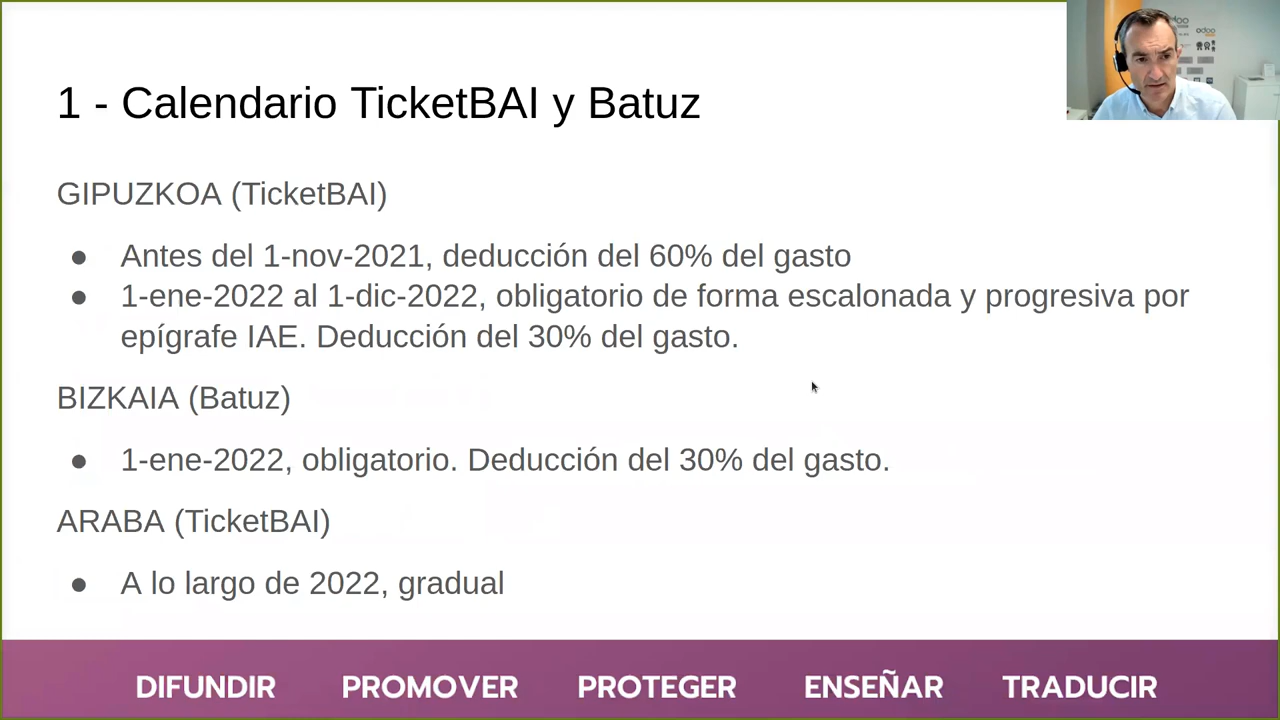 1 - Calendario TicketBAI y Batuz
odoo
GIPUZKOA (TicketBAI)
● Antes del 1-nov-2021, deducción del 60% del gasto
● 1-ene-2022 al 1-dic-2022, obligatorio de forma escalonada y progresiva por
epígrafe IAE. Deducción del 30% del gasto.
BIZKAIA (Batuz)
● 1-ene-2022, obligatorio. Deducción del 30% del gasto.
ARABA (TicketBAI)
● A lo largo de 2022, gradual
DIFUNDIR PROMOVER PROTEGER ENSEÑAR TRADUCIR